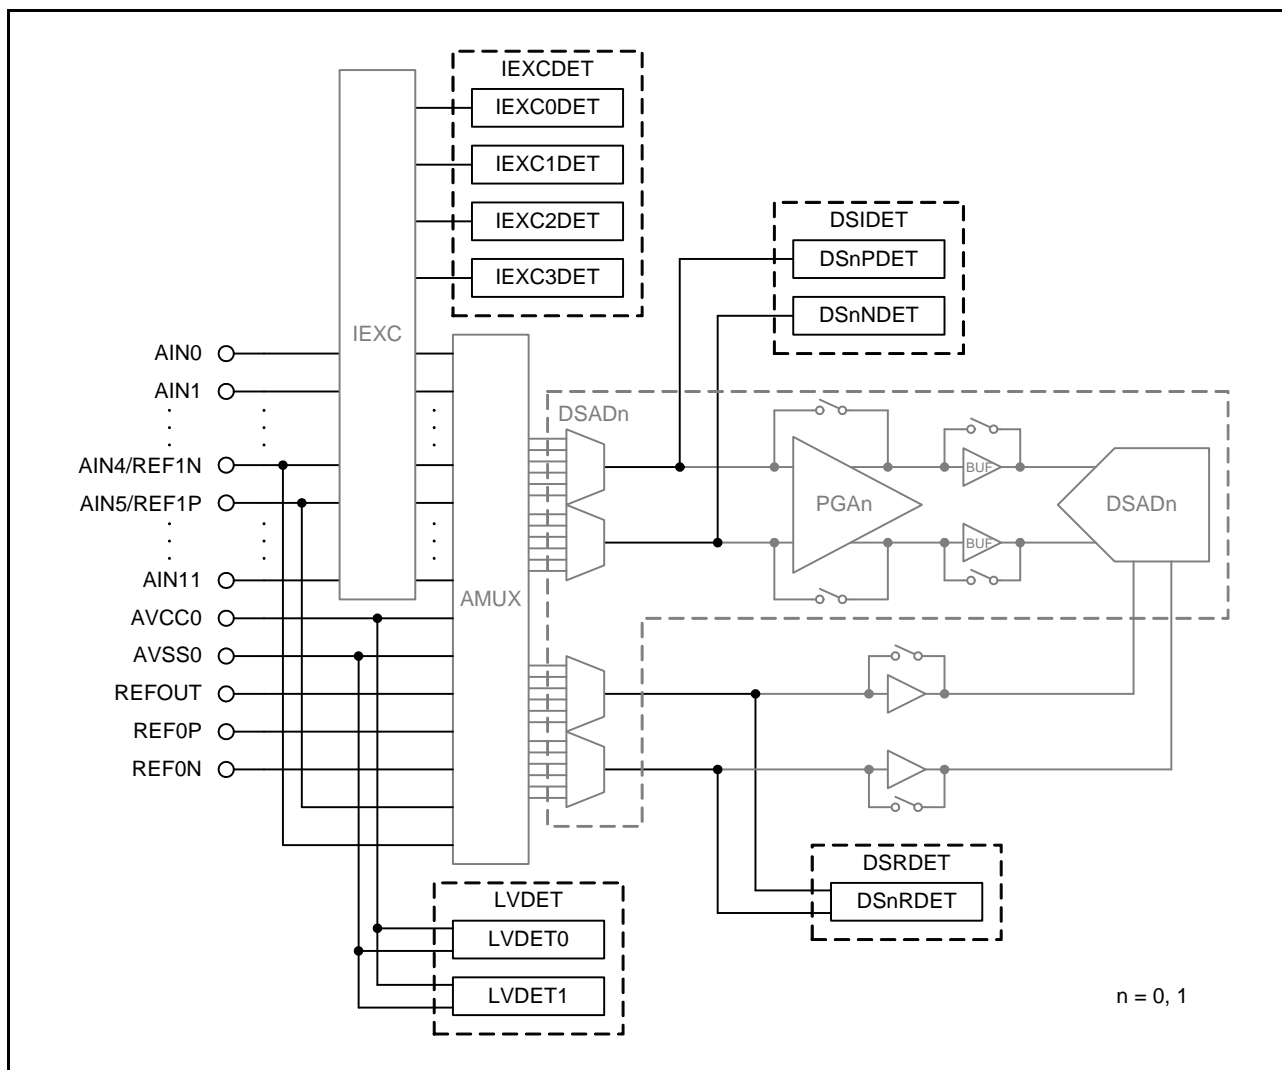 IEXCDET
IEXC0DET
IEXC1DET
IEXC2DET
IEXC3DET
DSIDET
DSnPDET
DSnNDET
IEXC
AIN0
AIN1
AIN4/REF1N
AIN5/REF1P
AIN11
AVCC0
AVSS0
REFOUT
REF0P
REF0N
AMUX
DSADn
PGAn
BUF
BUF
DSADn
DSRDET
DSnRDET
LVDET
LVDET0
LVDET1
n = 0, 1